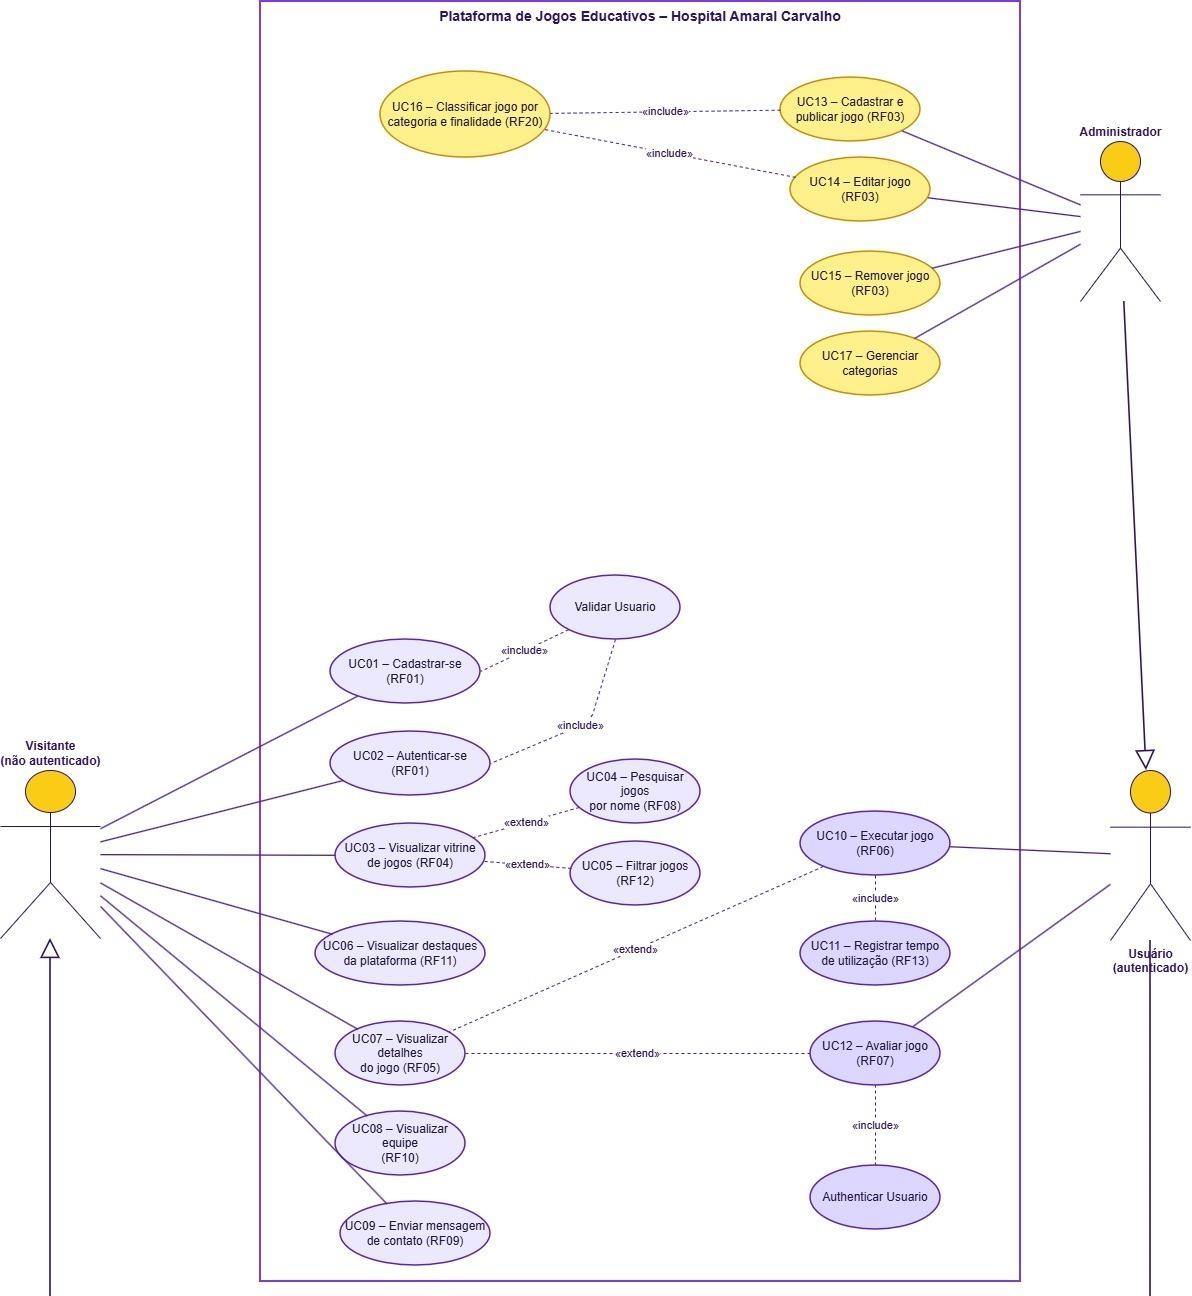 Plataforma de Jogos Educativos – Hospital Amaral Carvalho
UC16 – Classificar jogo por
categoria e finalidade (RF20)
«include»
«include»
UC13 – Cadastrar e
publicar jogo (RF03)
UC14 – Editar jogo
(RF03)
UC15 – Remover jogo
(RF03)
UC17 – Gerenciar
categorias
Administrador
Validar Usuario
«include»
UC01 – Cadastrar-se
(RF01)
«include»
UC02 – Autenticar-se
(RF01)
Visitante
(não autenticado)
UC04 – Pesquisar
jogos
por nome (RF08)
«extend»
UC03 – Visualizar vitrine
de jogos (RF04)
«extend»
UC05 – Filtrar jogos
(RF12)
UC10 – Executar jogo
(RF06)
«include»
UC06 – Visualizar destaques
da plataforma (RF11)
«extend»
UC11 – Registrar tempo
de utilização (RF13)
Usuário
(autenticado)
UC07 – Visualizar
detalhes
do jogo (RF05)
«extend»
UC12 – Avaliar jogo
(RF07)
«include»
UC08 – Visualizar
equipe
(RF10)
Authenticar Usuario
UC09 – Enviar mensagem
de contato (RF09)